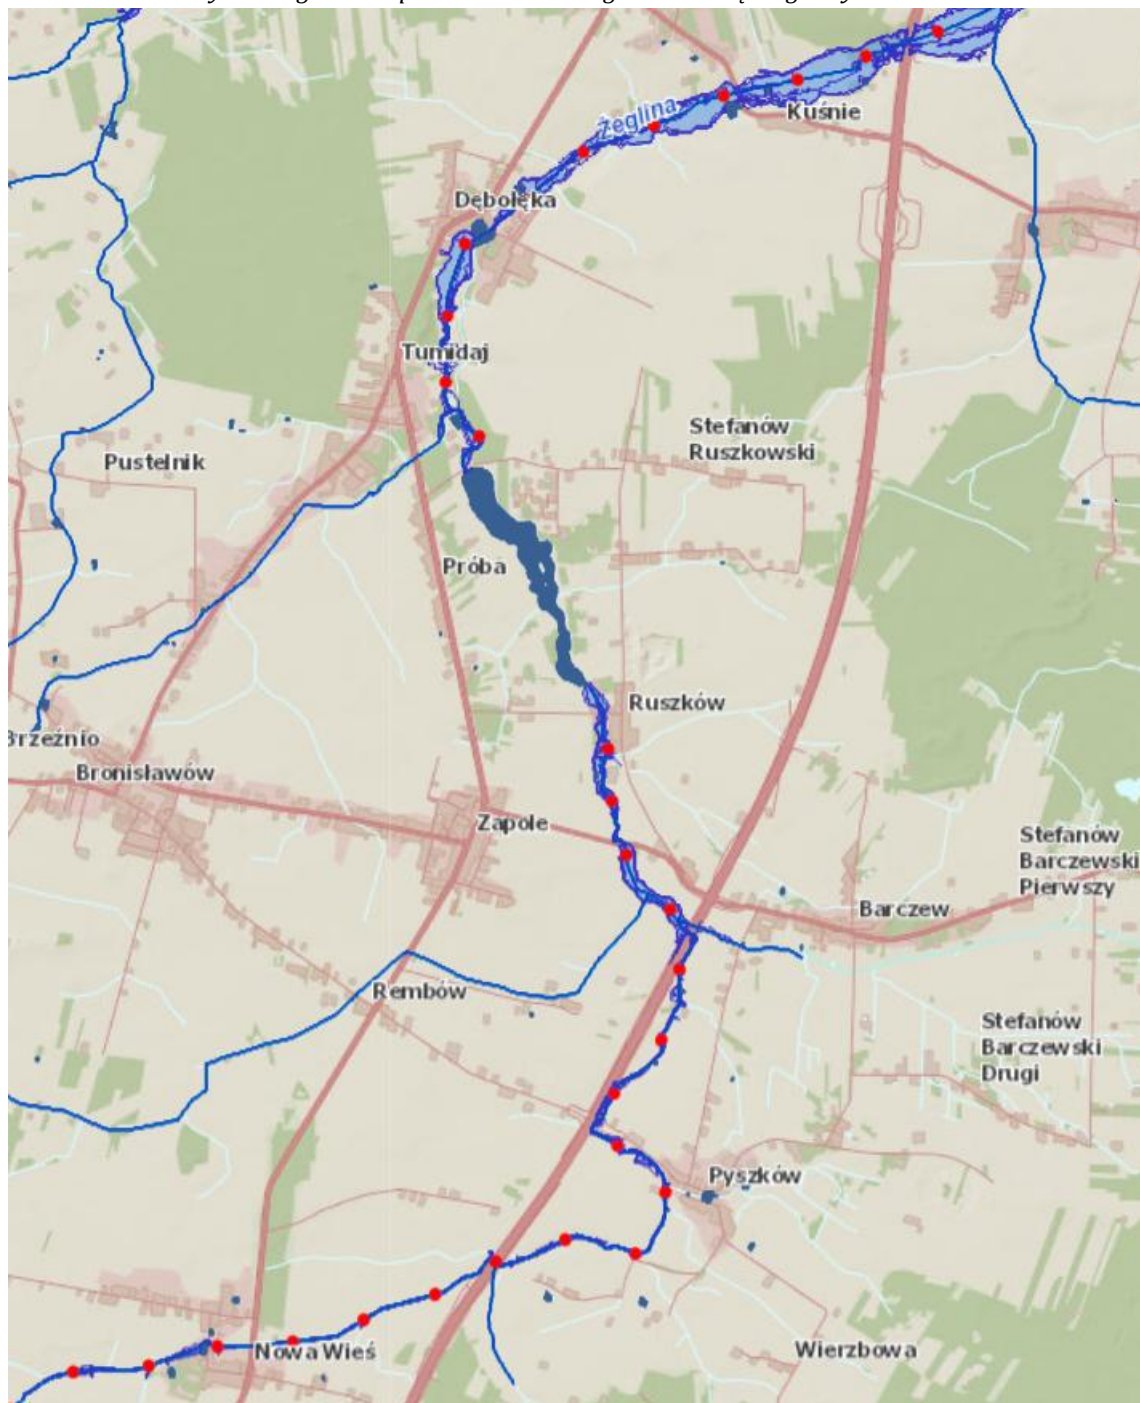 Kuśnie
Żeglina
Dębołęka
Tumidaj
Stefanów
Ruszkowski
Pustelnik
Próba
Ruszków
Brzeźnio
Bronisławów
Zapole
Stefanów
Barczewski
Pierwszy
Barczew
Rembów
Stefanów
Barczewski
Drugi
Pyszków
Nowa Wieś
Wierzbowa